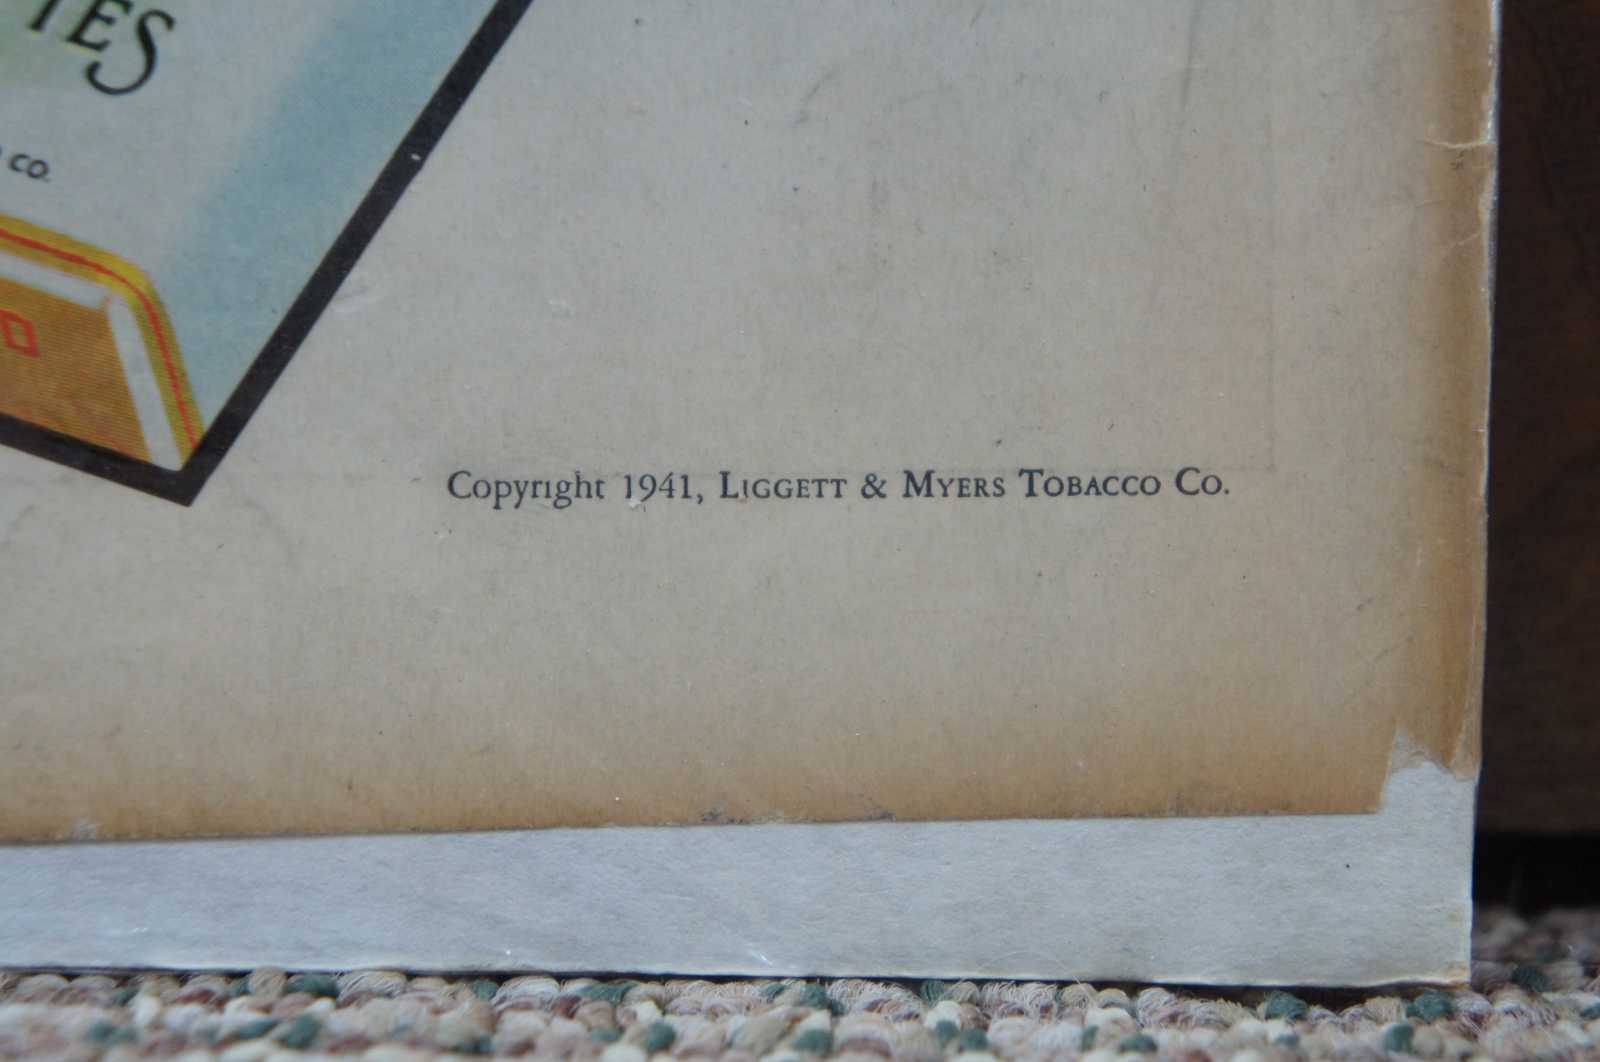 TES
CO.
Copyright 1941, LIGGETT & MYERS TOBACCO CO.